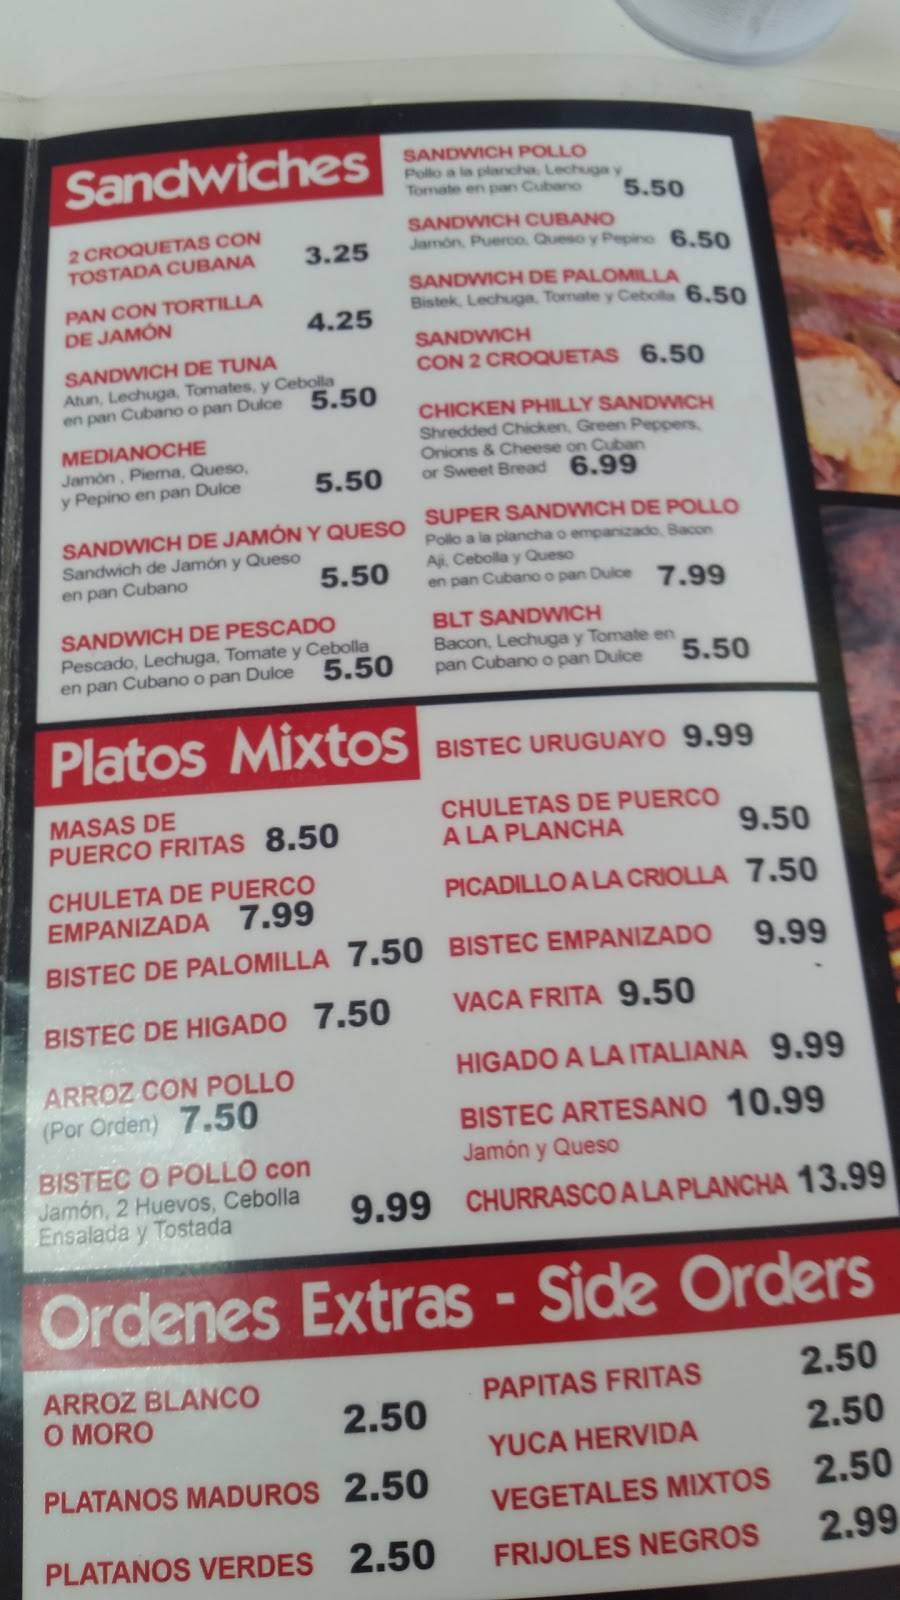 Sandwiches
2 CROQUETAS CON
TOSTADA CUBANA 3.25
PAN CON TORTILLA
DE JAMÓN 4.25
SANDWICH DE TUNA
Atun, Lechuga, Tomates, y Cebolla
en pan Cubano o pan Dulce 5.50
MEDIANOCHE
Jamón , Pierna, Queso,
y Pepino en pan Dulce 5.50
SANDWICH DE JAMÓN Y QUESO
Sandwich de Jamón y Queso
en pan Cubano 5.50
SANDWICH DE PESCADO
Pescado, Lechuga, Tomate y Cebolla
en pan Cubano o pan Dulce 5.50
SANDWICH POLLO
Pollo a la plancha, Lechuga y
Tomate en pan Cubano 5.50
SANDWICH CUBANO
Jamón, Puerco, Queso y Pepino 6.50
SANDWICH DE PALOMILLA
Bistek, Lechuga, Tomate y Cebolla 6.50
SANDWICH
CON 2 CROQUETAS 6.50
CHICKEN PHILLY SANDWICH
Shredded Chicken, Green Peppers,
Onions & Cheese on Cuban
or Sweet Bread 6.99
SUPER SANDWICH DE POLLO
Pollo a la plancha o empanizado, Bacon
Aji, Cebolla y Queso
en pan Cubano o pan Dulce 7.99
BLT SANDWICH
Bacon, Lechuga y Tomate en
pan Cubano o pan Dulce 5.50
Platos Mixtos
MASAS DE
PUERCO FRITAS 8.50
CHULETA DE PUERCO
EMPANIZADA 7.99
BISTEC DE PALOMILLA 7.50
BISTEC DE HIGADO 7.50
ARROZ CON POLLO
(Por Orden) 7.50
BISTEC O POLLO con
Jamón, 2 Huevos, Cebolla
Ensalada y Tostada 9.99
BISTEC URUGUAYO 9.99
CHULETAS DE PUERCO
A LA PLANCHA 9.50
PICADILLO A LA CRIOLLA 7.50
BISTEC EMPANIZADO 9.99
VACA FRITA 9.50
HIGADO A LA ITALIANA 9.99
BISTEC ARTESANO 10.99
Jamón y Queso
CHURRASCO A LA PLANCHA 13.99
Ordenes Extras - Side Orders
ARROZ BLANCO
O MORO 2.50
PLATANOS MADUROS 2.50
PLATANOS VERDES 2.50
PAPITAS FRITAS 2.50
YUCA HERVIDA 2.50
VEGETALES MIXTOS 2.50
FRIJOLES NEGROS 2.99